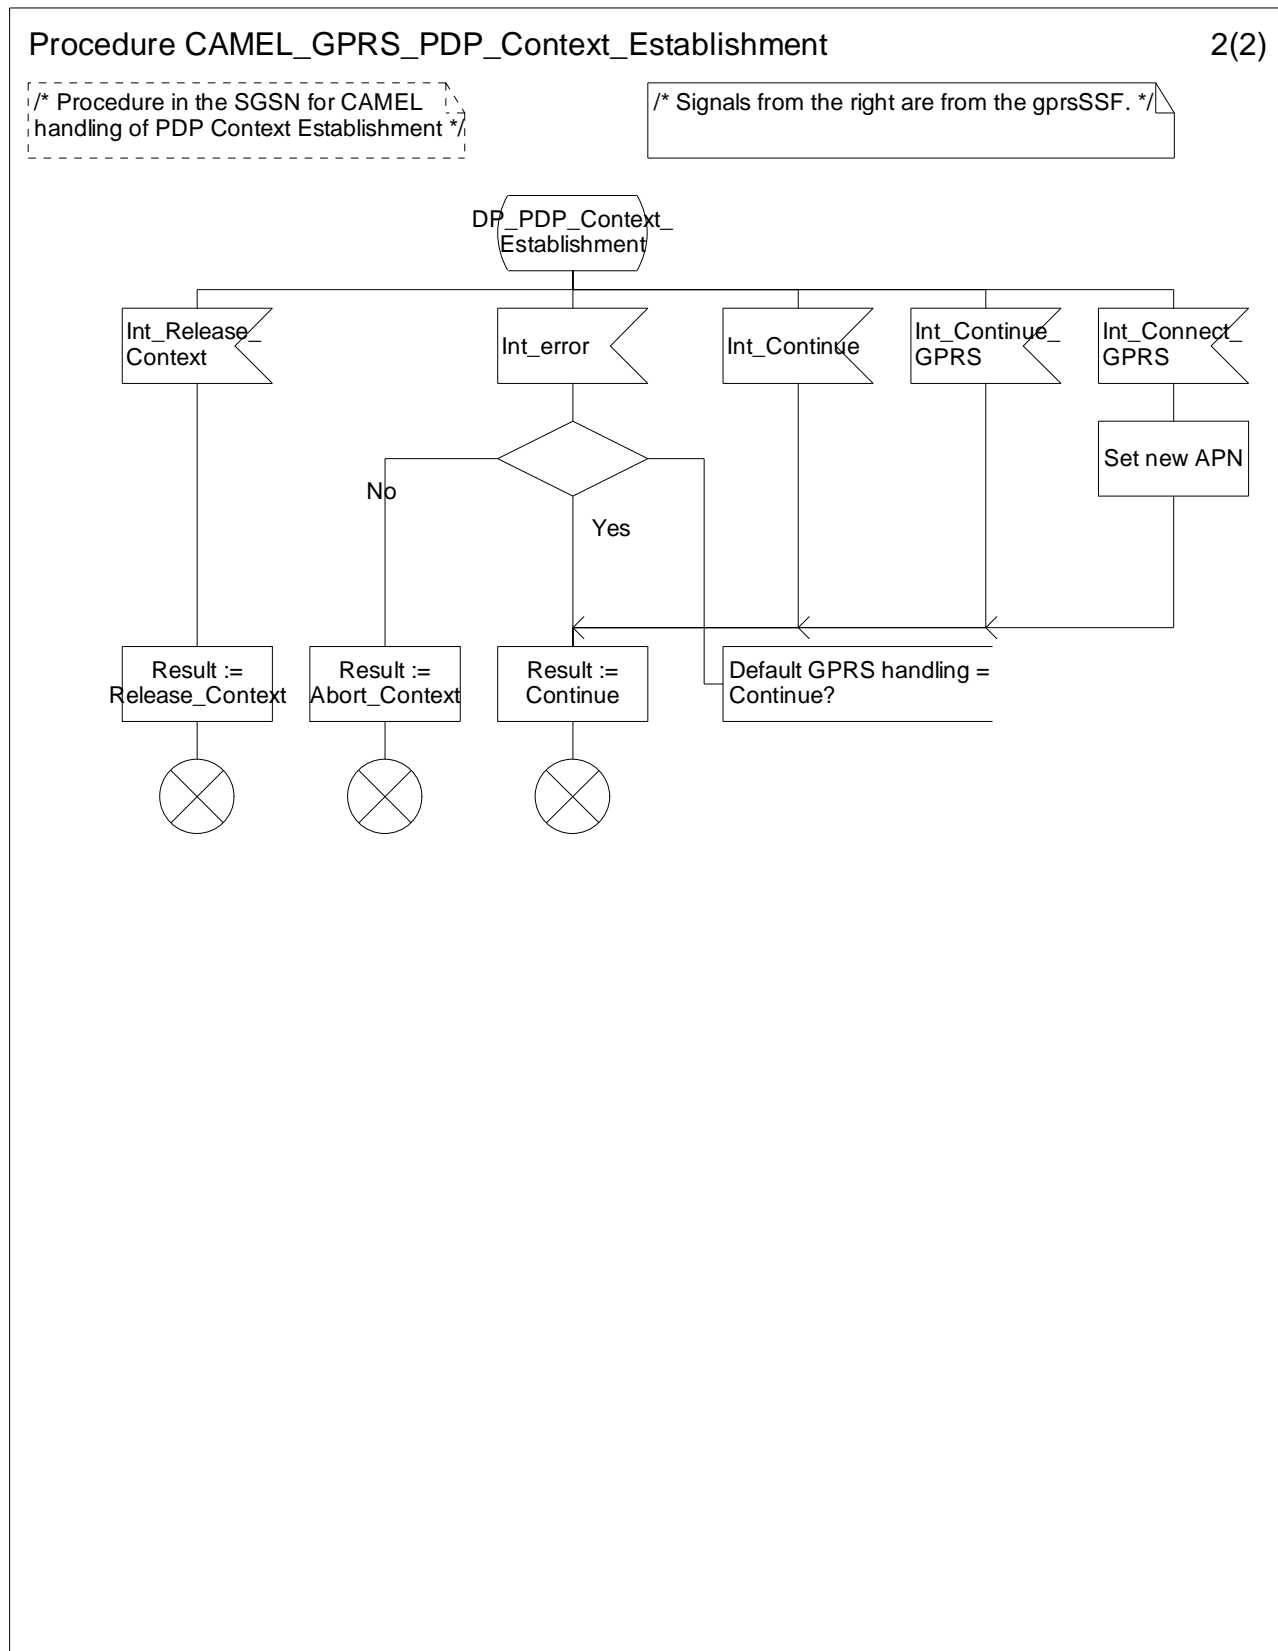 Procedure CAMEL_GPRS_PDP_Context_Establishment
2(2)
/* Procedure in the SGSN for CAMEL
handling of PDP Context Establishment */
/* Signals from the right are from the gprsSSF. */
DP_PDP_Context_
Establishment
Int_Release_
Context
Int_error
Int_Continue
Int_Continue_
GPRS
Int_Connect_
GPRS
Set new APN
No
Yes
Result :=
Release_Context
Result :=
Abort_Context
Result :=
Continue
Default GPRS handling =
Continue?